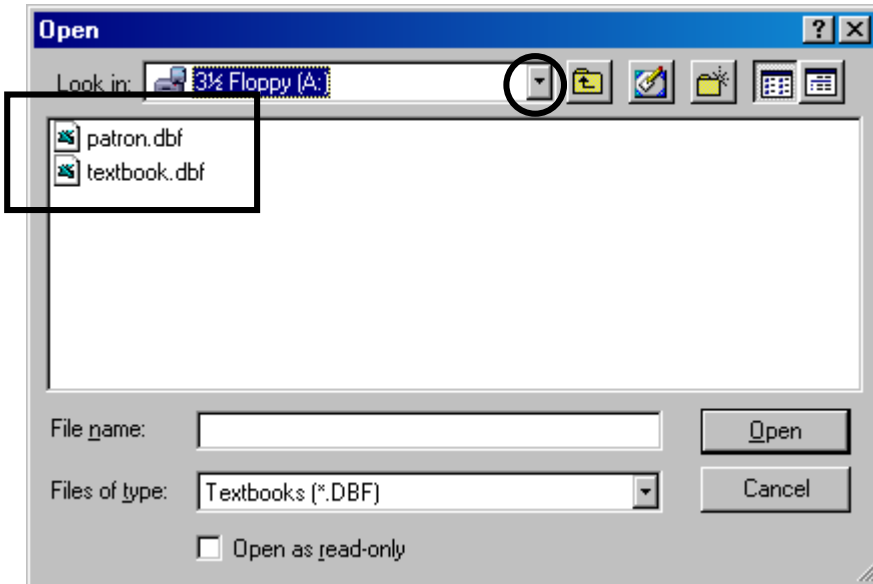 Open
Look in: 3½ Floppy (A:)
patron.dbf
textbook.dbf
File name: Open
Files of type: Textbooks (*.DBF) Cancel
Open as read-only